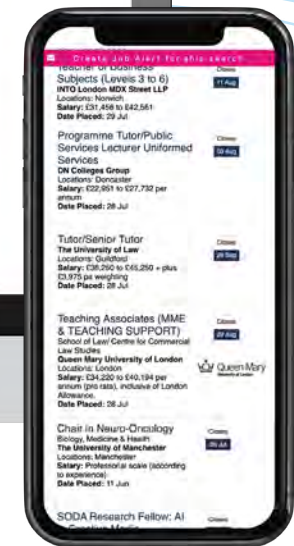 Create Job Alert for this search
Teacher of Business
Subjects (Levels 3 to 6)
INTO London MDX Street LLP
Locations: Norwich
Salary: £31,456 to £42,561
Date Placed: 29 Jul
Closes
11 Aug
Programme Tutor/Public
Services Lecturer Uniformed
Services
DN Colleges Group
Locations: Doncaster
Salary: £22,951 to £27,732 per
annum
Date Placed: 28 Jul
Closes
Aug
Tutor/Senior Tutor
The University of Law
Locations: Guildford
Salary: £38,250 to £45,250 + plus
£3,975 pa weighting
Date Placed: 28 Jul
Closes
Teaching Associates (MME
& TEACHING SUPPORT)
School of Law/ Centre for Commercial
Law Studies
Queen Mary University of London
Locations: London
Salary: £34,220 to £40,194 per
annum (pro rata), inclusive of London
Allowance.
Date Placed: 28 Jul
Closes
Aug
Queen Mary
University of London
Chair in Neuro-Oncology
Biology, Medicine & Health
The University of Manchester
Locations: Manchester
Salary: Professorial scale (according
to experience)
Date Placed: 11 Jun
Closes
SODA Research Fellow: AI
Closes